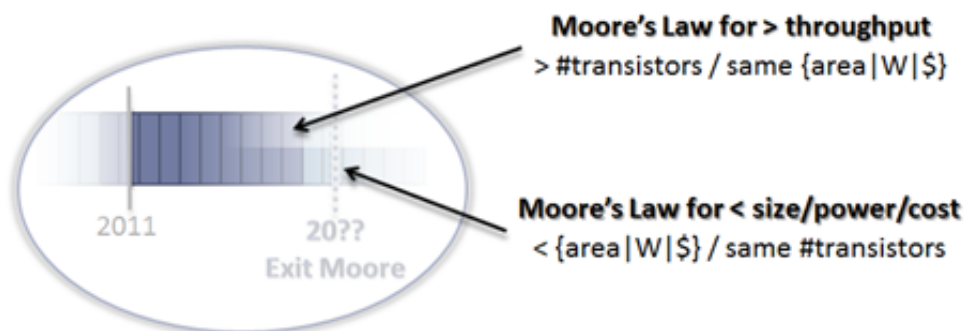 Moore’s Law for > throughput
> #transistors / same {area|W|$}
2011
20??
Exit Moore
Moore’s Law for < size/power/cost
< {area|W|$} / same #transistors